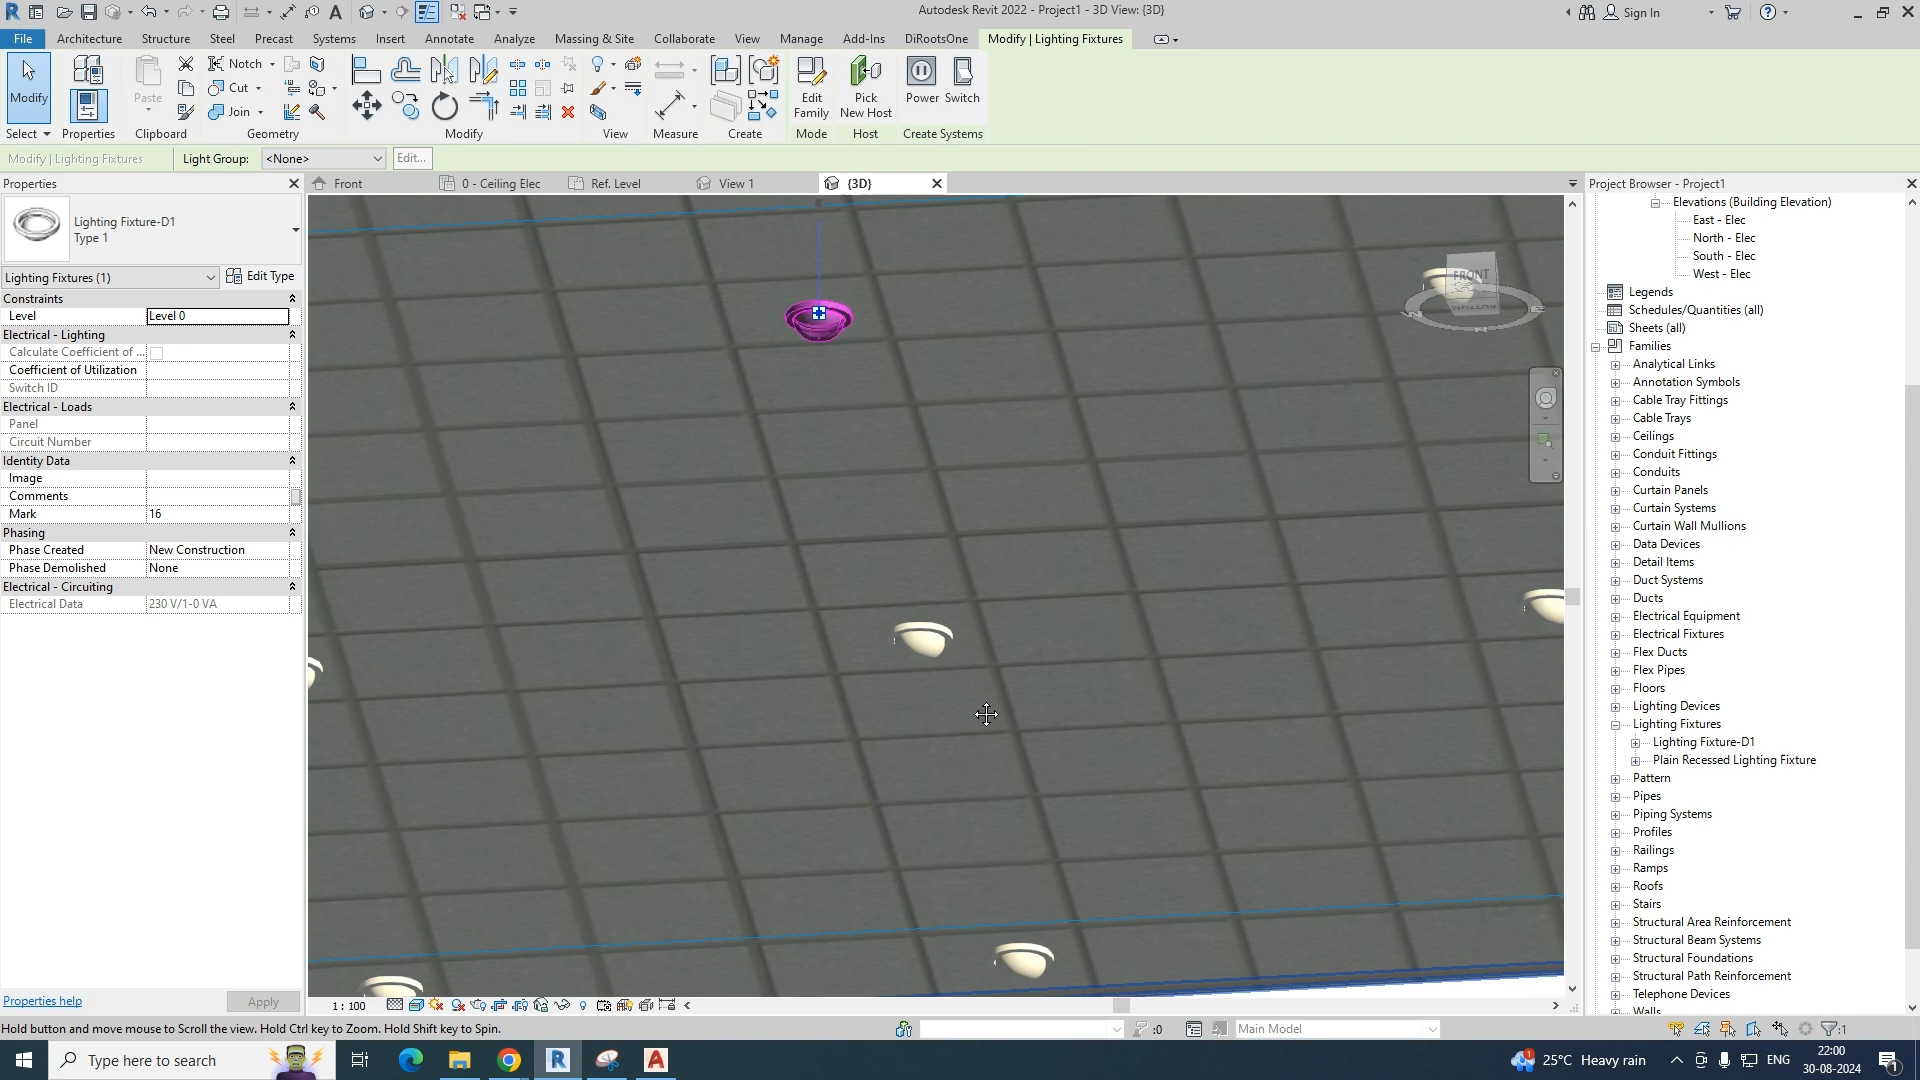 Autodesk Revit 2022 - Project1 - 3D View: {3D}
Sign In
File Architecture Structure Steel Precast Systems Insert Annotate Analyze Massing & Site Collaborate View Manage Add-Ins DiRootsOne Modify | Lighting Fixtures
Modify
Paste
Notch
Cut
Join
Edit Family
Pick New Host
Power Switch
Select Properties Clipboard Geometry Modify View Measure Create Mode Host Create Systems
Modify | Lighting Fixtures Light Group: <None> Edit...
Properties
Front 0 - Ceiling Elec Ref. Level View 1 {3D}
Project Browser - Project1
Lighting Fixture-D1
Type 1
Lighting Fixtures (1) Edit Type
Constraints
Level Level 0
Electrical - Lighting
Calculate Coefficient of ...
Coefficient of Utilization
Switch ID
Electrical - Loads
Panel
Circuit Number
Identity Data
Image
Comments
Mark 16
Phasing
Phase Created New Construction
Phase Demolished None
Electrical - Circuiting
Electrical Data 230 V/1-0 VA
Properties help Apply
FRONT
Elevations (Building Elevation)
East - Elec
North - Elec
South - Elec
West - Elec
Legends
Schedules/Quantities (all)
Sheets (all)
Families
Analytical Links
Annotation Symbols
Cable Tray Fittings
Cable Trays
Ceilings
Conduit Fittings
Conduits
Curtain Panels
Curtain Systems
Curtain Wall Mullions
Data Devices
Detail Items
Duct Systems
Ducts
Electrical Equipment
Electrical Fixtures
Flex Ducts
Flex Pipes
Floors
Lighting Devices
Lighting Fixtures
Lighting Fixture-D1
Plain Recessed Lighting Fixture
Pattern
Pipes
Piping Systems
Profiles
Railings
Ramps
Roofs
Stairs
Structural Area Reinforcement
Structural Beam Systems
Structural Foundations
Structural Path Reinforcement
Telephone Devices
Walls
1 : 100
Hold button and move mouse to Scroll the view. Hold Ctrl key to Zoom. Hold Shift key to Spin.
:0
Main Model
:1
Type here to search
25°C Heavy rain
ENG
22:00
30-08-2024